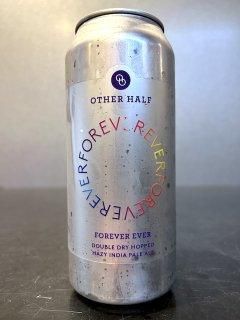 OTHER HALF
FOREVEREVERFOREVEREVER
FOREVER EVER
DOUBLE DRY HOPPED
HAZY INDIA PALE ALE